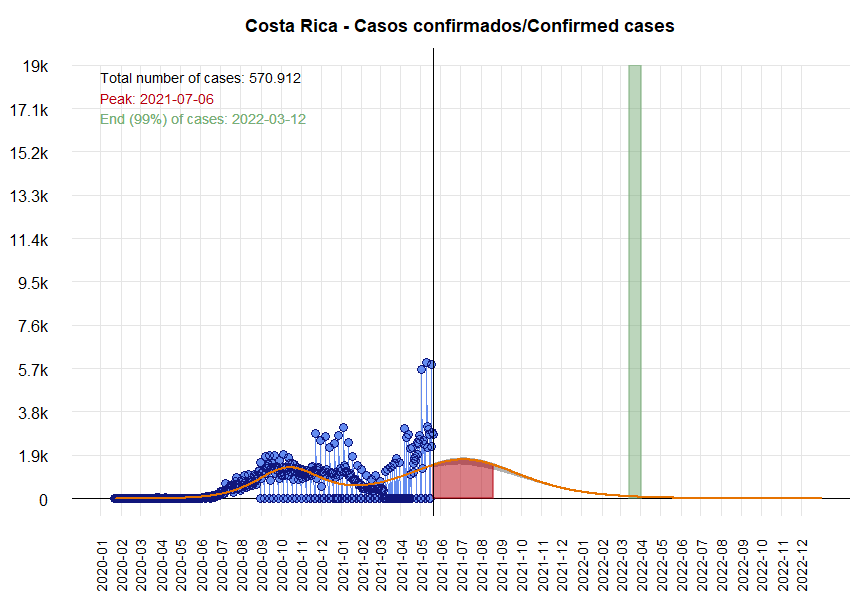 Costa Rica - Casos confirmados/Confirmed cases
Total number of cases: 570.912
Peak: 2021-07-06
End (99%) of cases: 2022-03-12
19k
17.1k
15.2k
13.3k
11.4k
9.5k
7.6k
5.7k
3.8k
1.9k
0
2020-01
2020-02
2020-03
2020-04
2020-05
2020-06
2020-07
2020-08
2020-09
2020-10
2020-12
2021-01
2021-02
2021-03
2021-04
2021-05
2021-06
2021-07
2021-08
2021-09
2021-10
2021-11
2021-12
2022-01
2022-02
2022-03
2022-04
2022-05
2022-06
2022-07
2022-08
2022-09
2022-10
2022-11
2022-12